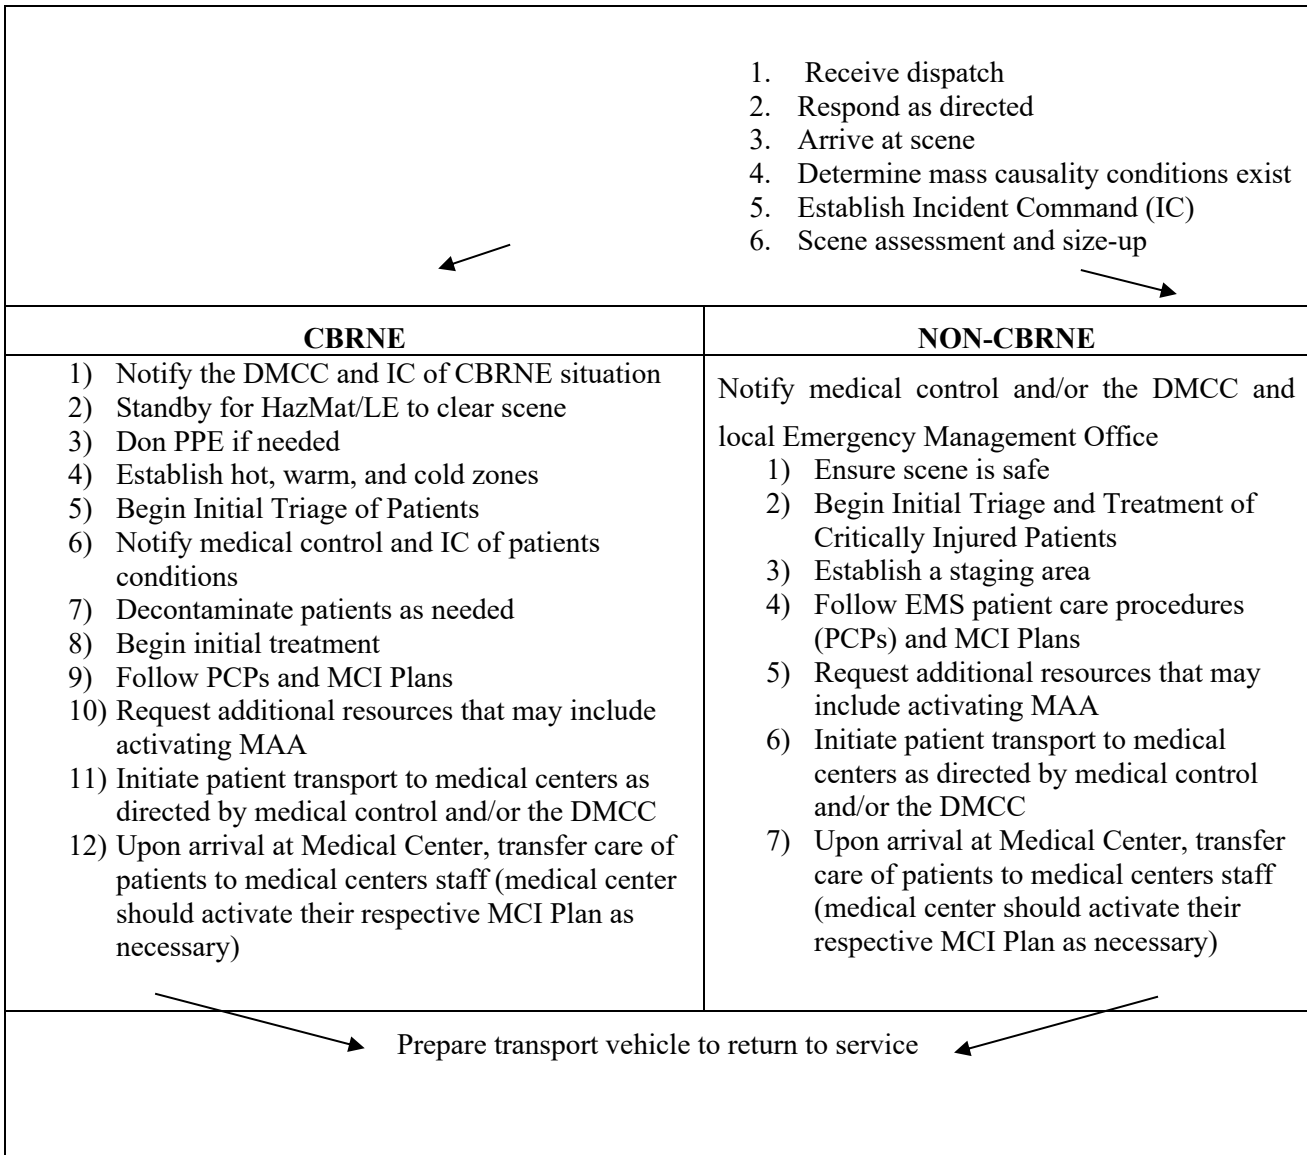 1. Receive dispatch
2. Respond as directed
3. Arrive at scene
4. Determine mass causality conditions exist
5. Establish Incident Command (IC)
6. Scene assessment and size-up
CBRNE
1) Notify the DMCC and IC of CBRNE situation
2) Standby for HazMat/LE to clear scene
3) Don PPE if needed
4) Establish hot, warm, and cold zones
5) Begin Initial Triage of Patients
6) Notify medical control and IC of patients
conditions
7) Decontaminate patients as needed
8) Begin initial treatment
9) Follow PCPs and MCI Plans
10) Request additional resources that may include
activating MAA
11) Initiate patient transport to medical centers as
directed by medical control and/or the DMCC
12) Upon arrival at Medical Center, transfer care of
patients to medical centers staff (medical center
should activate their respective MCI Plan as
necessary)
NON-CBRNE
Notify medical control and/or the DMCC and
local Emergency Management Office
1) Ensure scene is safe
2) Begin Initial Triage and Treatment of
Critically Injured Patients
3) Establish a staging area
4) Follow EMS patient care procedures
(PCPs) and MCI Plans
5) Request additional resources that may
include activating MAA
6) Initiate patient transport to medical
centers as directed by medical control
and/or the DMCC
7) Upon arrival at Medical Center, transfer
care of patients to medical centers staff
(medical center should activate their
respective MCI Plan as necessary)
Prepare transport vehicle to return to service